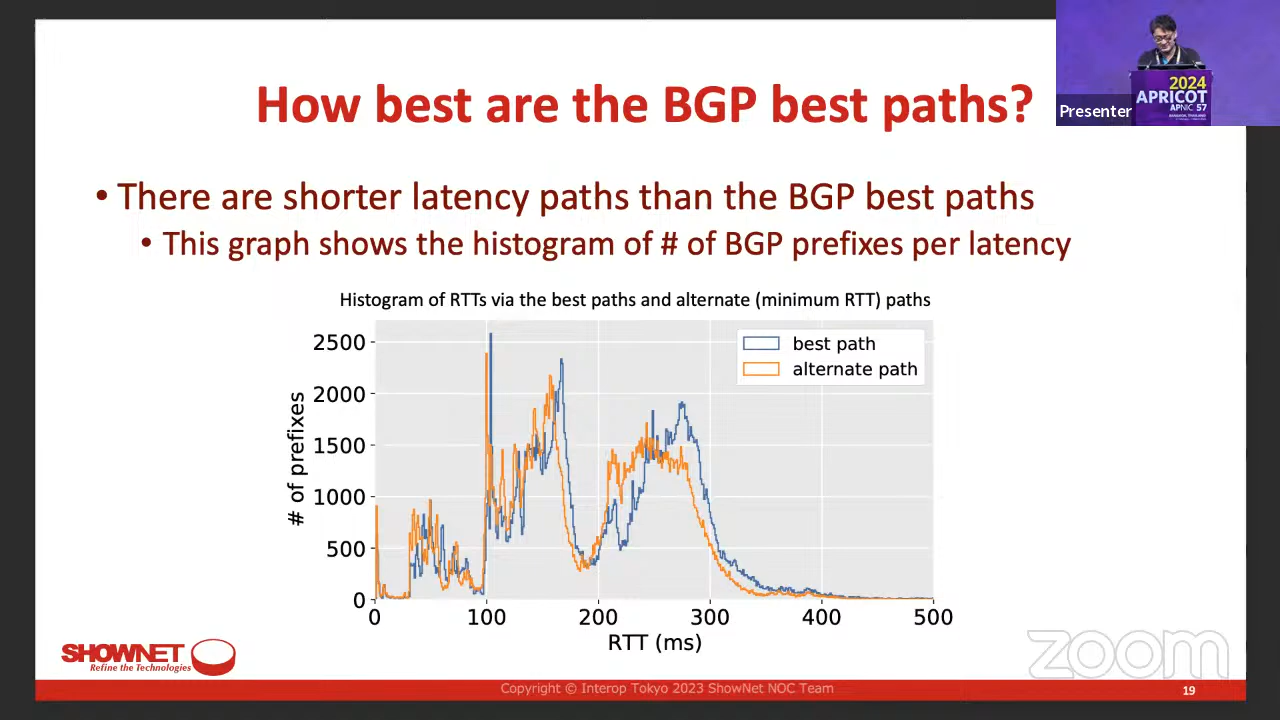 How best are the BGP best paths?
Presenter
2024
APRICOT
APNIC 57
• There are shorter latency paths than the BGP best paths
• This graph shows the histogram of # of BGP prefixes per latency
Histogram of RTTs via the best paths and alternate (minimum RTT) paths
best path
alternate path
# of prefixes
2500
2000
1500
1000
500
0
0 100 200 300 400 500
RTT (ms)
SHOWNET
Refine the Technologies
zoom
Copyright © Interop Tokyo 2023 ShowNet NOC Team
19